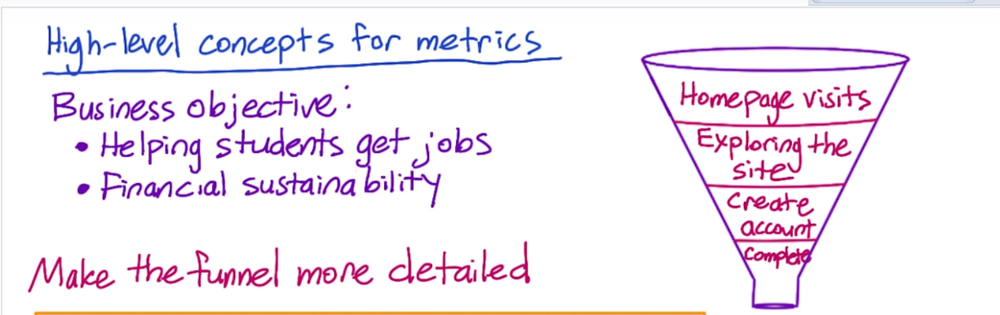 High-level concepts for metrics
Business objective:
• Helping students get jobs
• Financial sustainability
Make the funnel more detailed
Homepage visits
Exploring the
site
Create
account
Complete